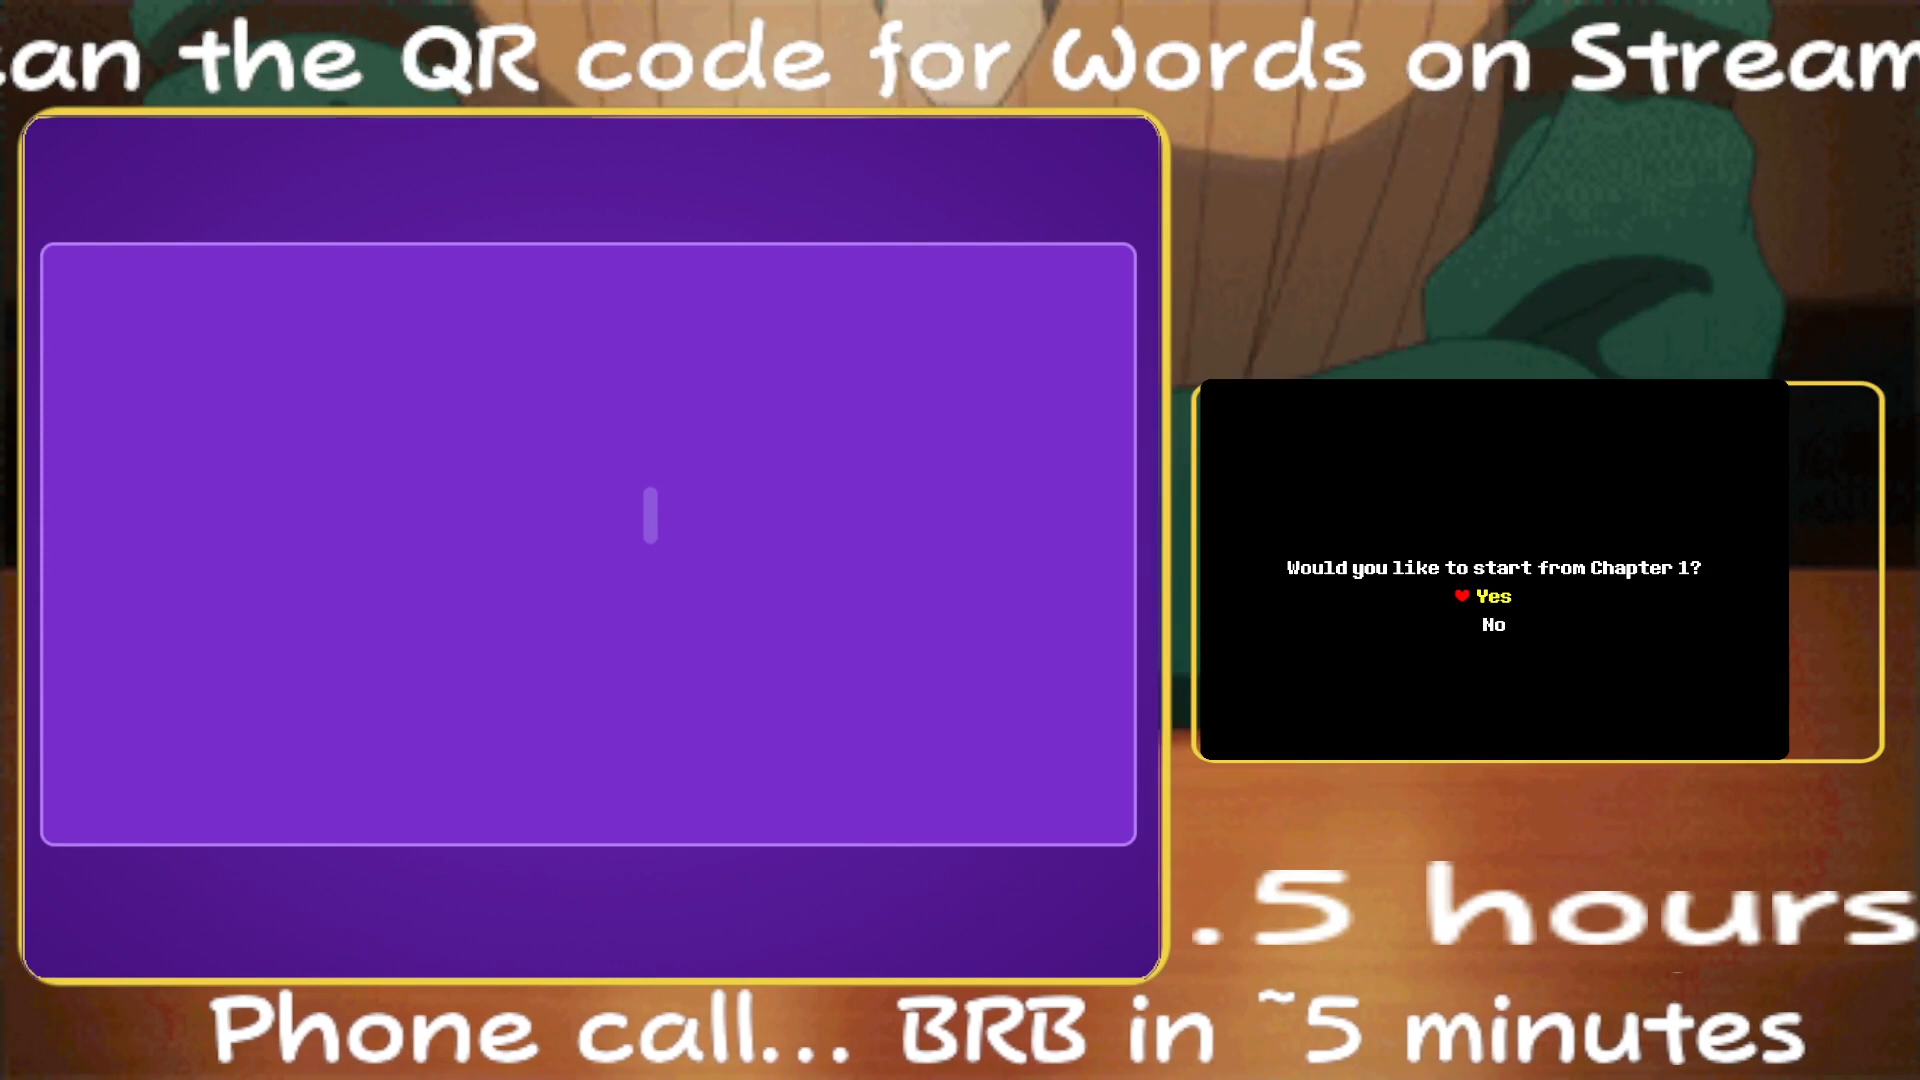 an the QR code for Words on Stream
Would you like to start from Chapter 1?
Yes
No
.5 hours
Phone call... BRB in ~5 minutes